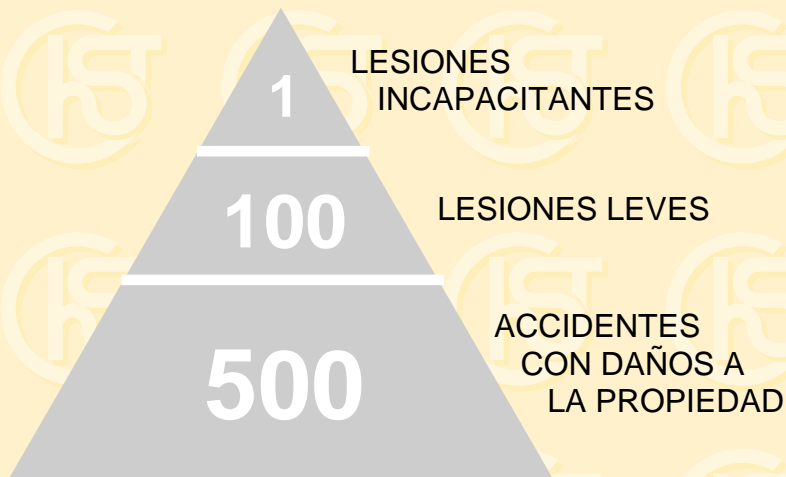 1
LESIONES
INCAPACITANTES
100
LESIONES LEVES
500
ACCIDENTES
CON DAÑOS A
LA PROPIEDAD